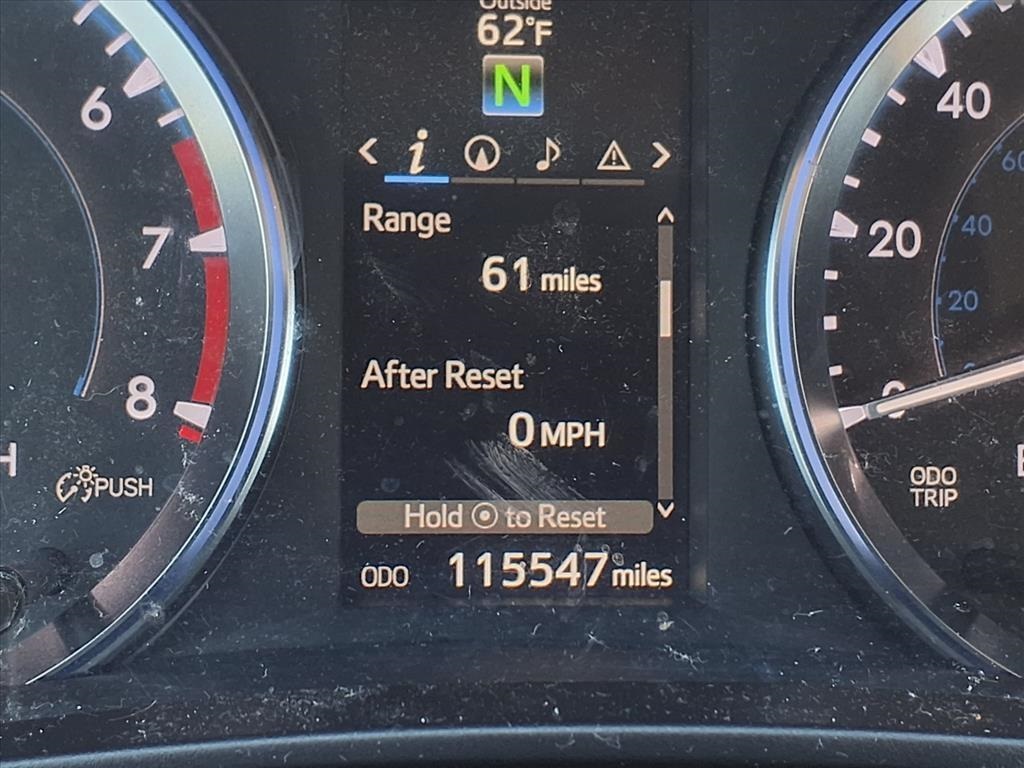 Outside
62°F
N
Range
61 miles
After Reset
0 MPH
Hold to Reset
ODO 115547 miles
6
7
8
PUSH
40
20
0
60
40
20
ODO
TRIP